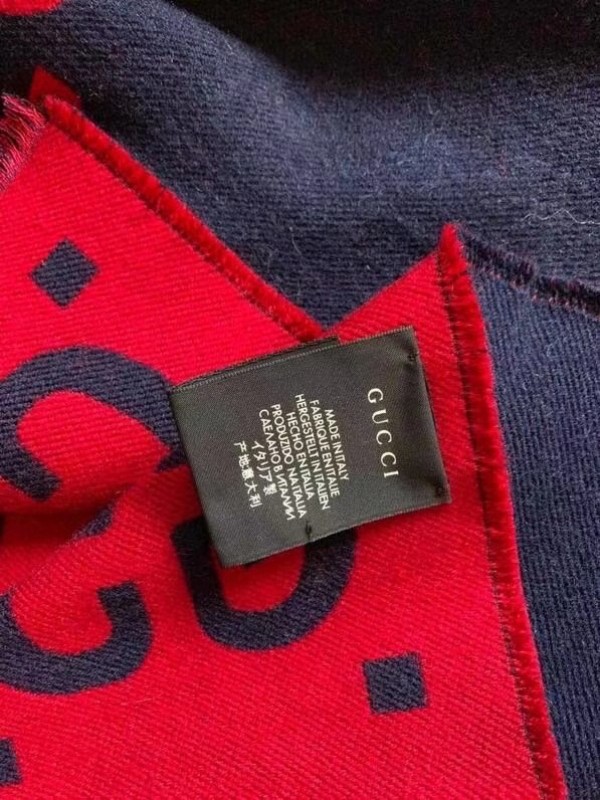 GUCCI
MADE IN ITALY
FABRIQUE EN ITALIE
HERGESTELLT IN ITALIEN
HECHO EN ITALIA
PRODUZIDO NA ITALIA
СДЕЛАНО В ИТАЛИИ
イタリア製
产地意大利